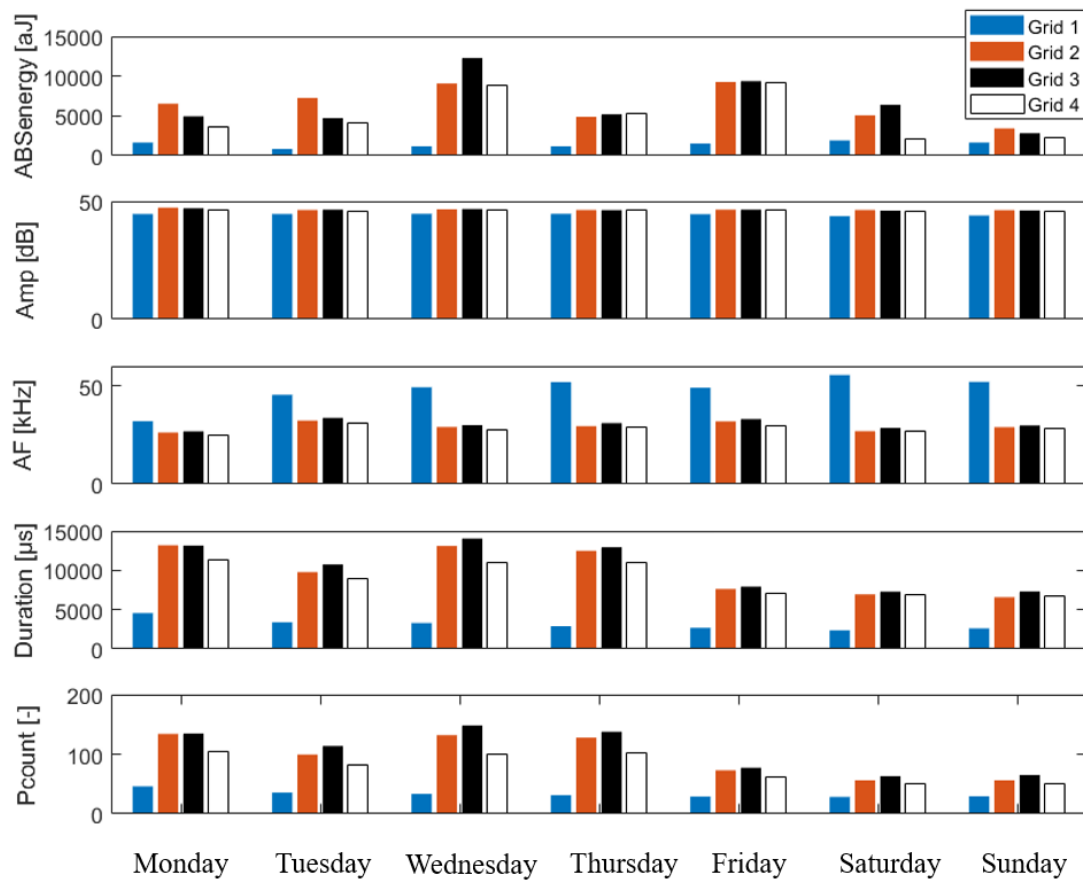 ABSenergy [aJ]
15000
10000
5000
0
Grid 1
Grid 2
Grid 3
Grid 4
Amp [dB]
50
0
AF [kHz]
50
0
Duration [µs]
15000
10000
5000
0
Pcount [-]
200
100
0
Monday Tuesday Wednesday Thursday Friday Saturday Sunday